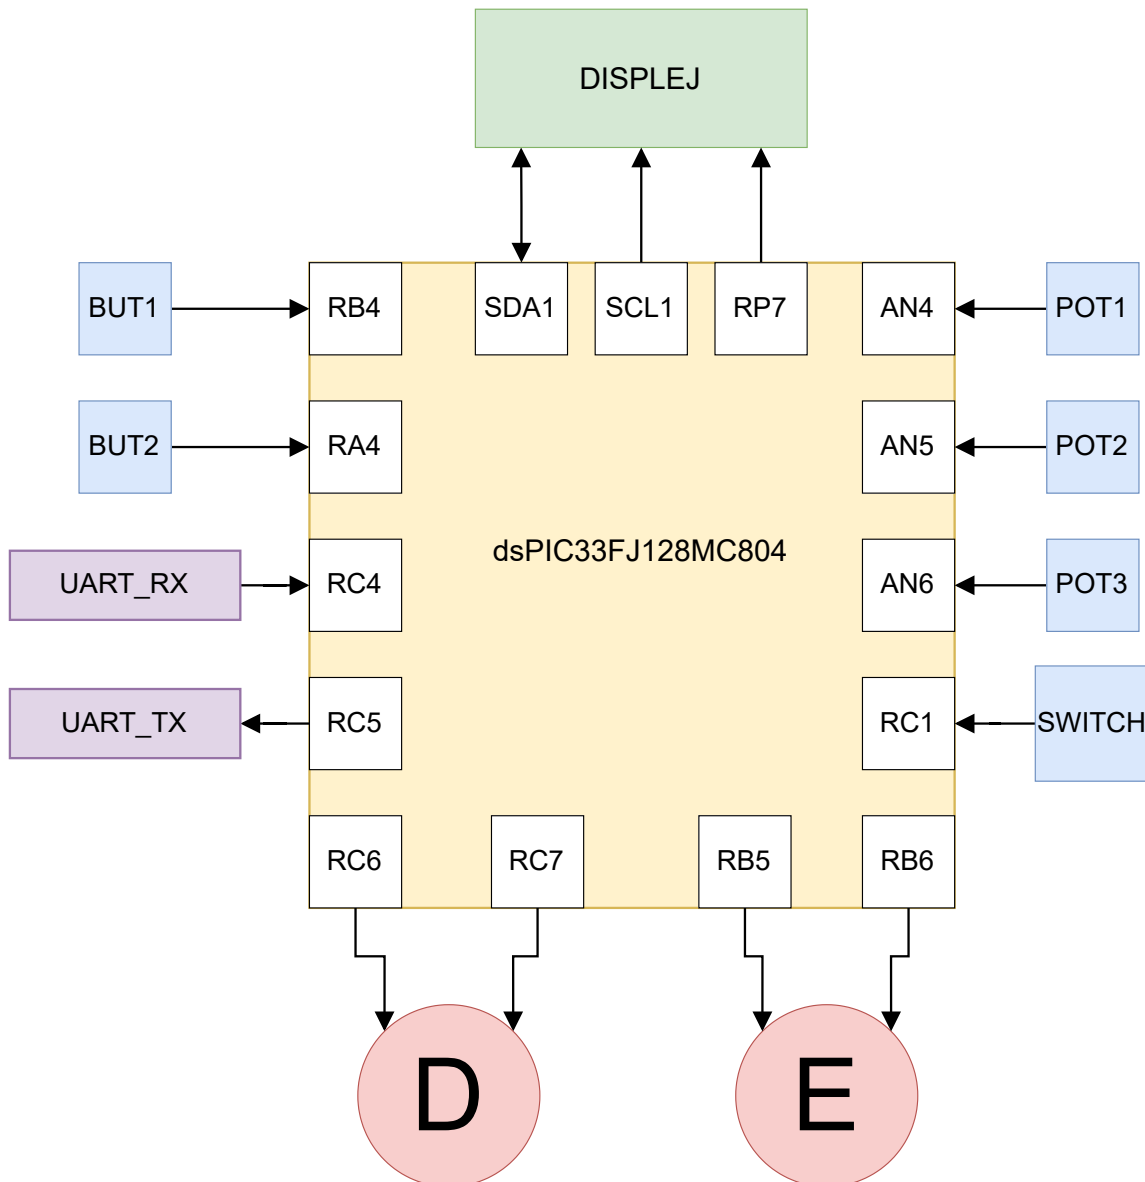 DISPLEJ
BUT1
RB4
SDA1
SCL1
RP7
AN4
POT1
BUT2
RA4
AN5
POT2
dsPIC33FJ128MC804
UART_RX
RC4
AN6
POT3
UART_TX
RC5
RC1
SWITCH
RC6
RC7
RB5
RB6
D
E